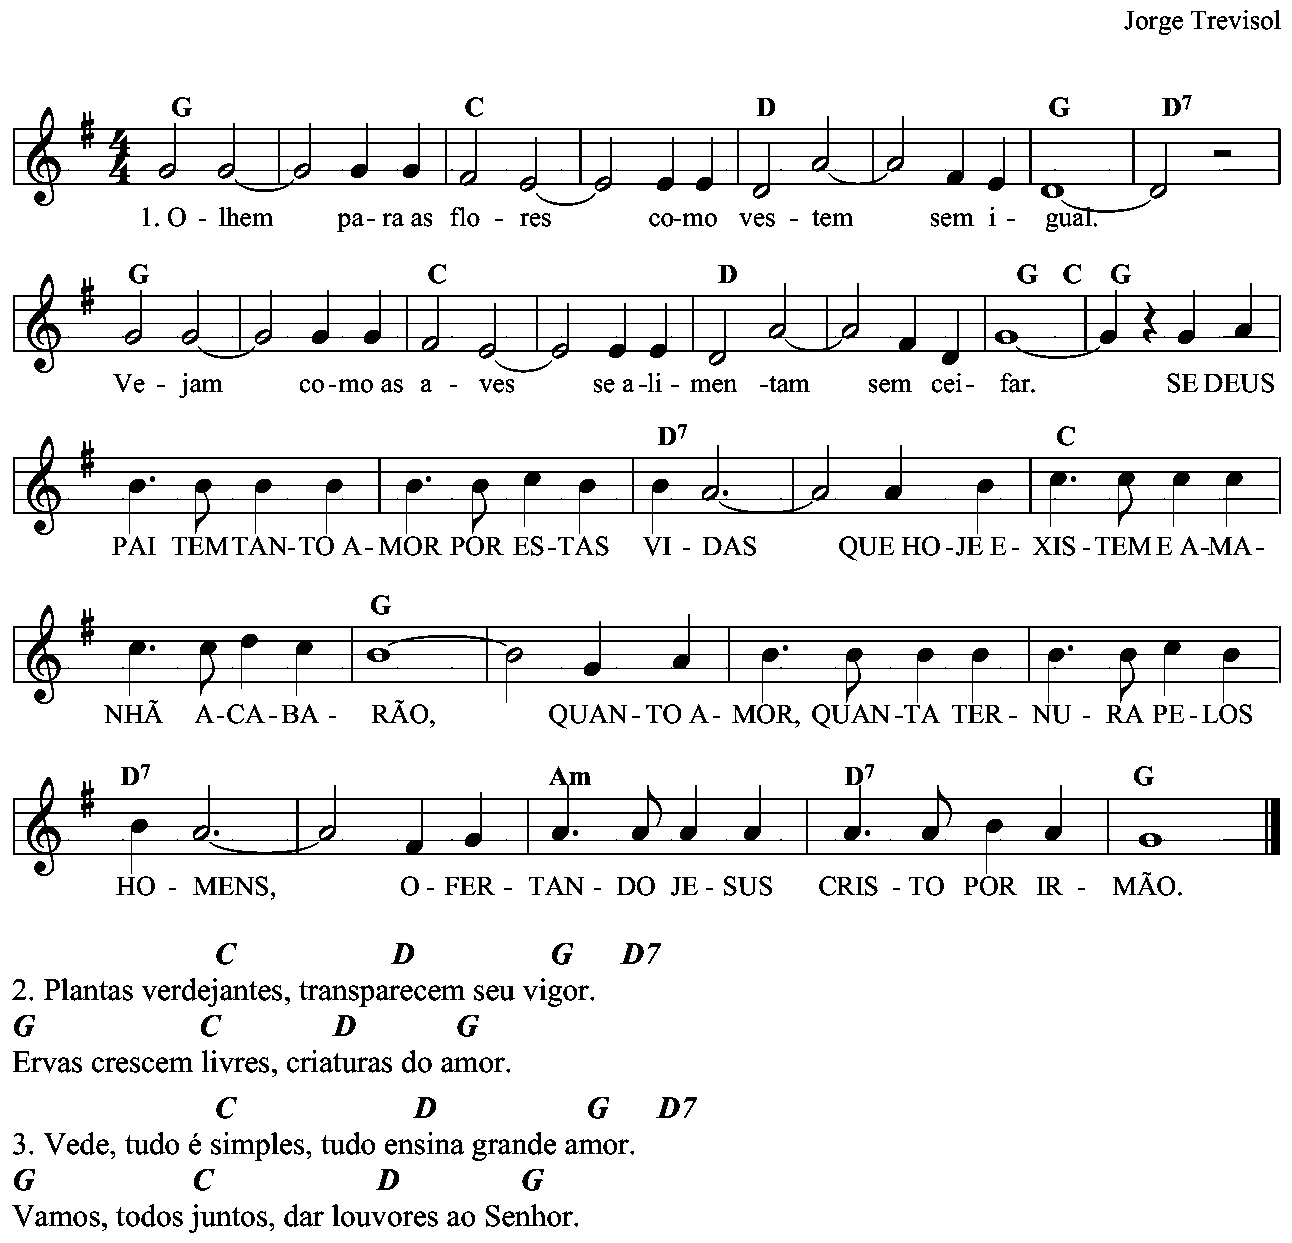 Jorge Trevisol
G C D G D7
1. O - lhem pa - ra as flo - res co - mo ves - tem sem i - gual.
G C D G C G
Ve - jam co - mo as a - ves se a - li - men - tam sem cei - far. SE DEUS
D7 C
PAI TEM TAN - TO A - MOR POR ES - TAS VI - DAS QUE HO - JE E - XIS - TEM E A - MA -
G
NHÃ A - CA - BA - RÃO, QUAN - TO A - MOR, QUAN - TA TER - NU - RA PE - LOS
D7 Am D7 G
HO - MENS, O - FER - TAN - DO JE - SUS CRIS - TO POR IR - MÃO.
C D G D7
2. Plantas verdejantes, transparecem seu vigor.
G C D G
Ervas crescem livres, criaturas do amor.
C D G D7
3. Vede, tudo é simples, tudo ensina grande amor.
G C D G
Vamos, todos juntos, dar louvores ao Senhor.